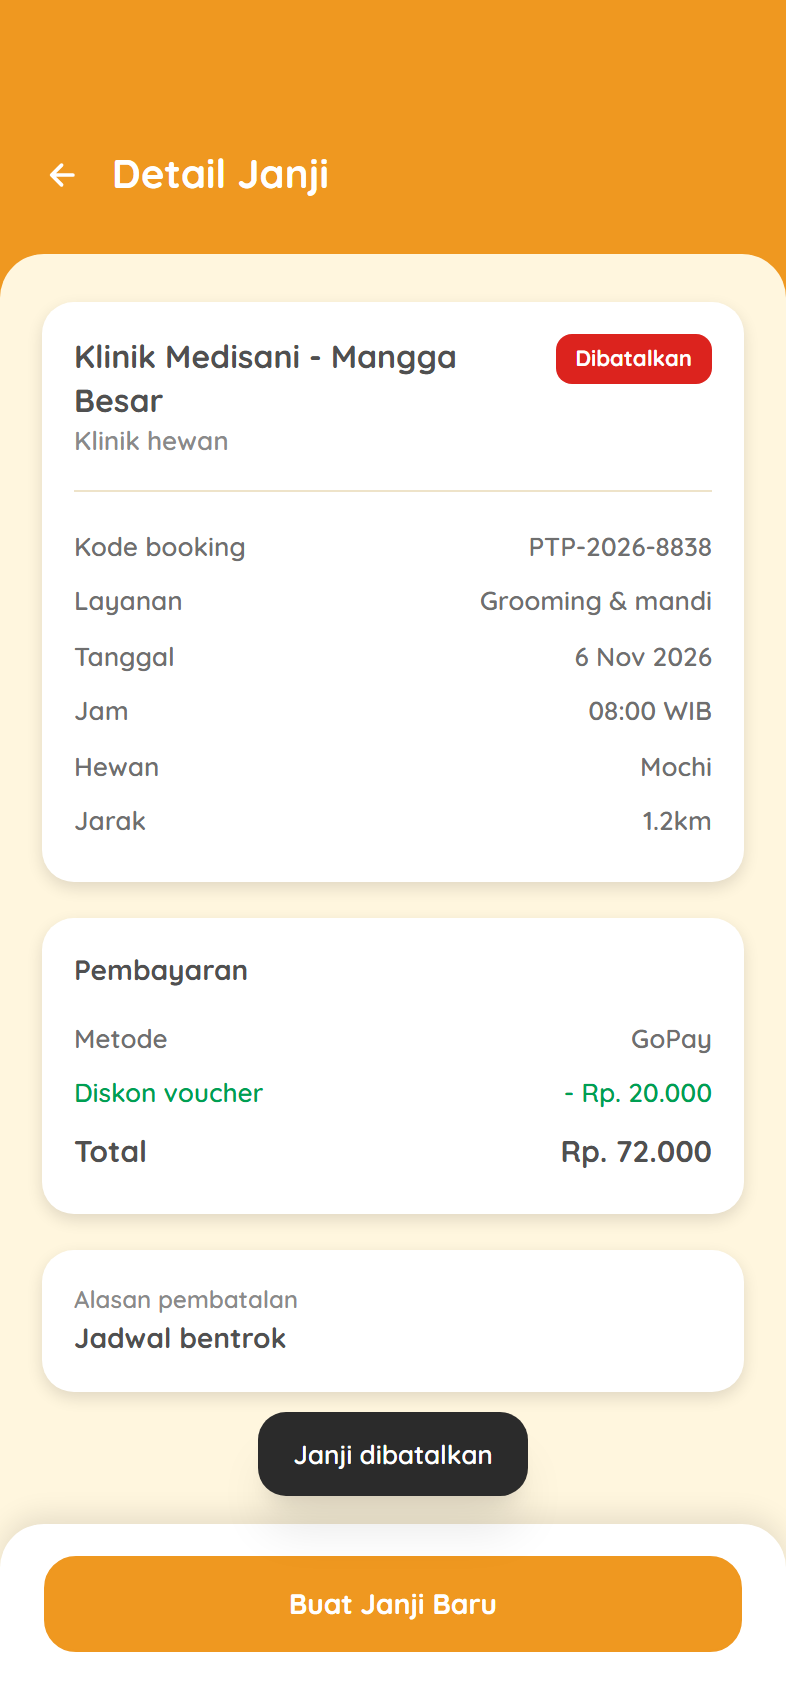 Detail Janji
Klinik Medisani - Mangga
Besar
Dibatalkan
Klinik hewan
Kode booking PTP-2026-8838
Layanan Grooming & mandi
Tanggal 6 Nov 2026
Jam 08:00 WIB
Hewan Mochi
Jarak 1.2km
Pembayaran
Metode GoPay
Diskon voucher - Rp. 20.000
Total Rp. 72.000
Alasan pembatalan
Jadwal bentrok
Janji dibatalkan
Buat Janji Baru